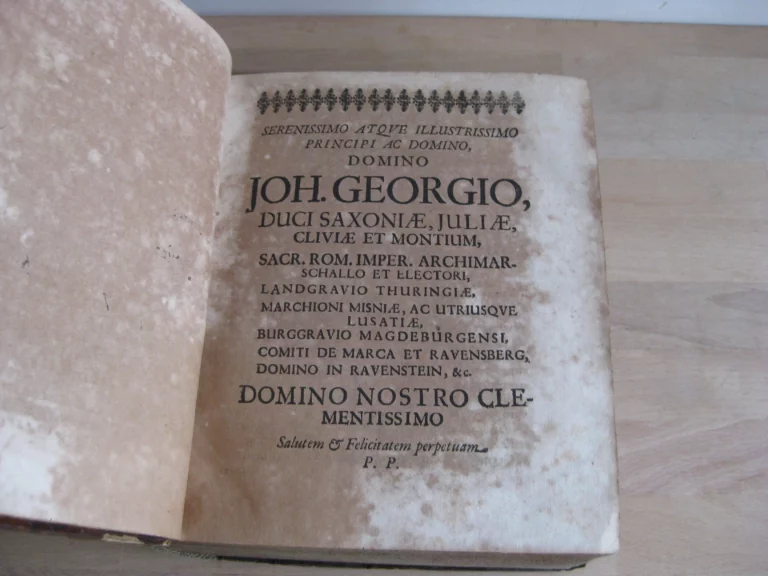 SERENISSIMO ATQVE ILLUSTRISSIMO
PRINCIPI AC DOMINO,
DOMINO
JOH. GEORGIO,
DUCI SAXONIÆ, JULIÆ,
CLIVIÆ ET MONTIUM,
SACR. ROM. IMPER. ARCHIMAR-
SCHALLO ET ELECTORI,
LANDGRAVIO THURINGIÆ,
MARCHIONI MISNIÆ, AC UTRIUSQVE
LUSATIÆ,
BURGGRAVIO MAGDEBURGENSI,
COMITI DE MARCA ET RAVENSBERG,
DOMINO IN RAVENSTEIN, &c.
DOMINO NOSTRO CLE-
MENTISSIMO
Salutem & Felicitatem perpetuam
P. P.